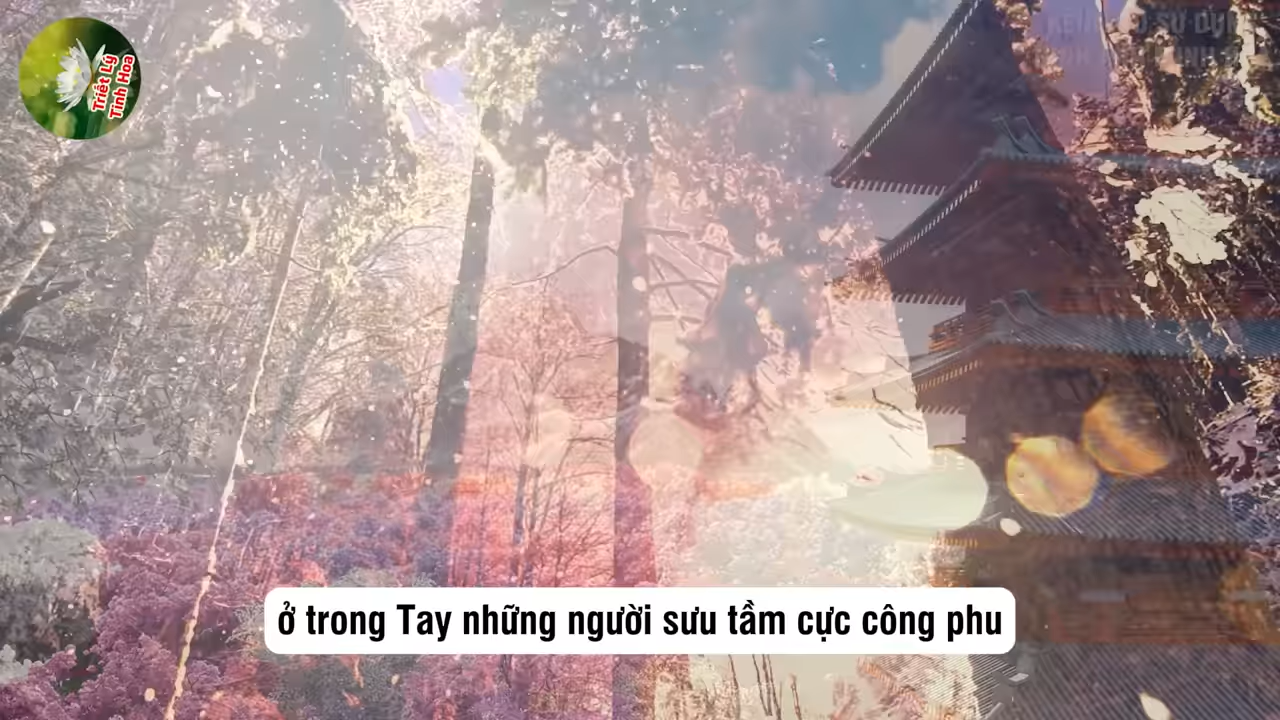 Triết Lý
Tinh Hoa
ở trong Tay những người sưu tầm cực công phu